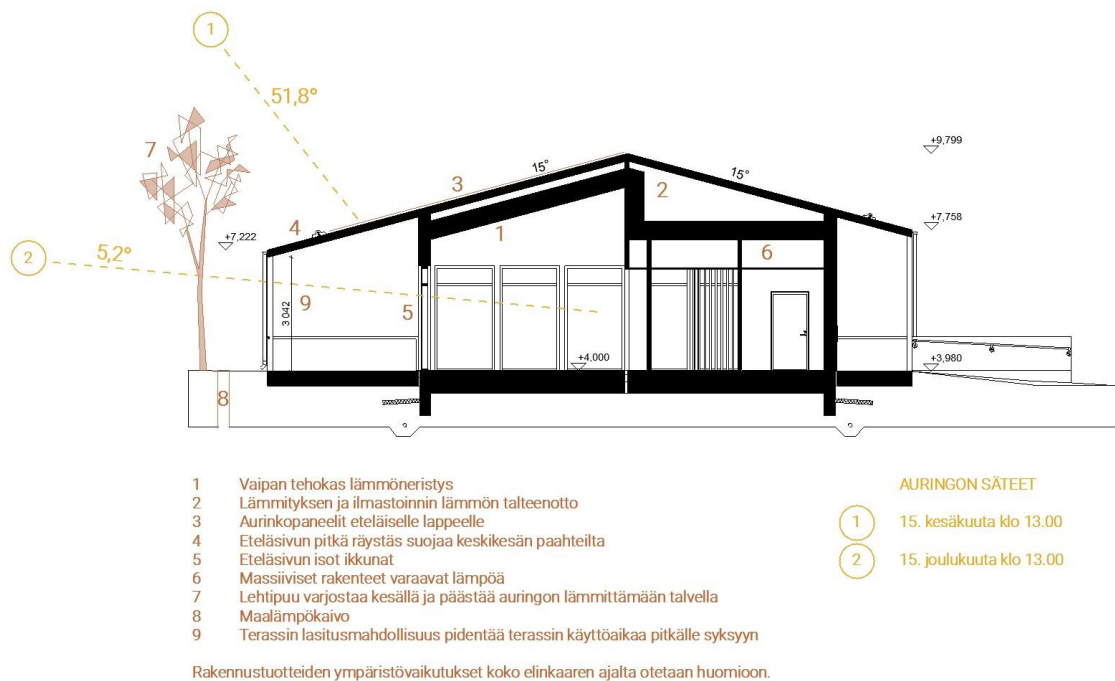 1
51,8°
7
+9,799
3
15°
15°
2
4
1
+7,222
+7,758
6
2
5,2°
9
5
3 042
+4,000
+3,980
8
1 Vaipan tehokas lämmöneristys
2 Lämmityksen ja ilmastoinnin lämmön talteenotto
3 Aurinkopaneelit eteläiselle lappeelle
4 Eteläsivun pitkä räystäs suojaa keskikesän paahteilta
5 Eteläsivun isot ikkunat
6 Massiiviset rakenteet varaavat lämpöä
7 Lehtipuu varjostaa kesällä ja päästää auringon lämmittämään talvella
8 Maalämpökaivo
9 Terassin lasitusmahdollisuus pidentää terassin käyttöaikaa pitkälle syksyyn
Rakennustuotteiden ympäristövaikutukset koko elinkaaren ajalta otetaan huomioon.
AURINGON SÄTEET
1 15. kesäkuuta klo 13.00
2 15. joulukuuta klo 13.00